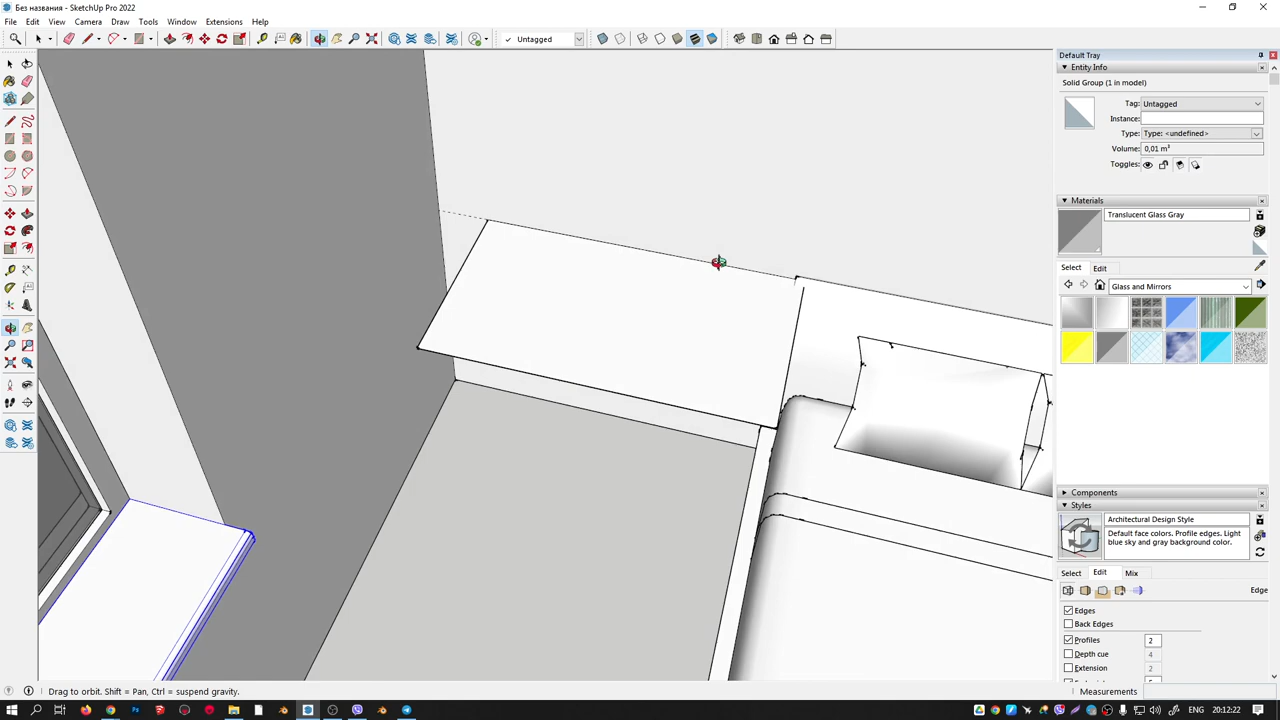 Без названия - SketchUp Pro 2022
File Edit View Camera Draw Tools Window Extensions Help
Untagged
Default Tray
Entity Info
Solid Group (1 in model)
Tag: Untagged
Instance:
Type: Type: <undefined>
Volume: 0,01 m³
Toggles:
Materials
Translucent Glass Gray
Select Edit
Glass and Mirrors
Components
Styles
Architectural Design Style
Default face colors. Profile edges. Light
blue sky and gray background color.
Select Edit Mix
Edge
Edges
Back Edges
Profiles 2
Depth cue 4
Extension 2
Drag to orbit. Shift = Pan, Ctrl = suspend gravity.
Measurements
ENG 20:12:22